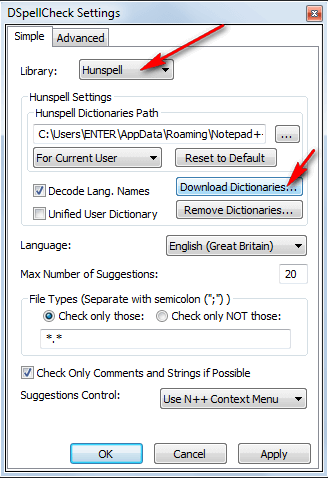 DSpellCheck Settings
Simple Advanced
Library: Hunspell
Hunspell Settings
Hunspell Dictionaries Path
C:\Users\ENTER\AppData\Roaming\Notepad+- ...
For Current User Reset to Default
Decode Lang. Names Download Dictionaries...
Unified User Dictionary Remove Dictionaries...
Language: English (Great Britain)
Max Number of Suggestions: 20
File Types (Separate with semicolon (";") )
Check only those: Check only NOT those:
*.*
Check Only Comments and Strings if Possible
Suggestions Control: Use N++ Context Menu
OK Cancel Apply